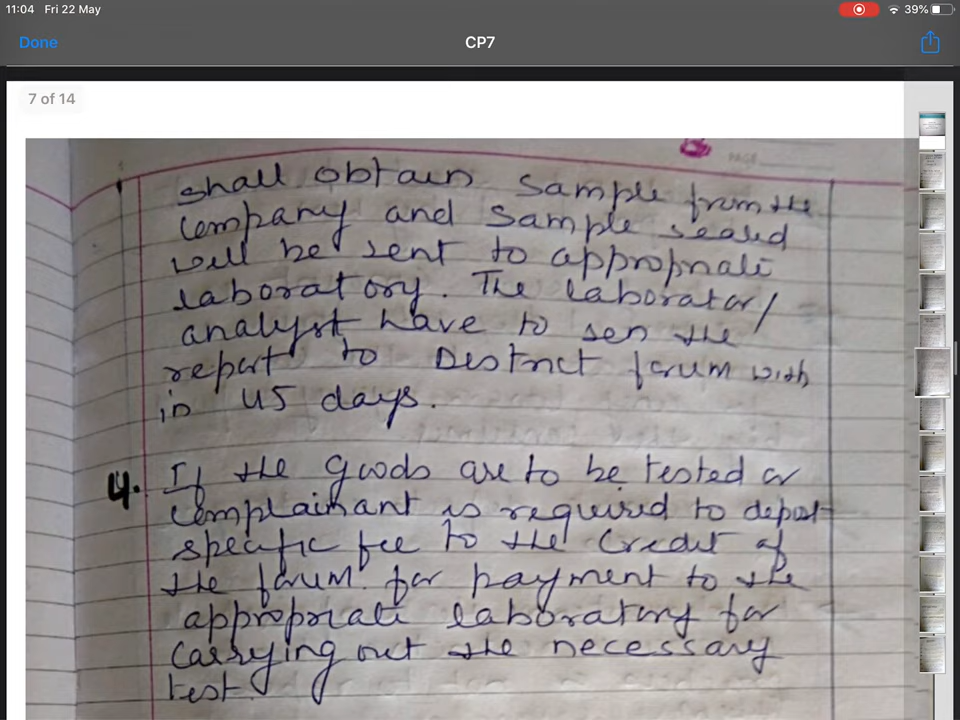 11:04 Fri 22 May
39%
Done
CP7
7 of 14
PAGE
shall obtain sample from the
company and sample sealed
will be sent to appropriate
laboratory. The laborator/
analyst have to sen the
report to District forum with
in 45 days.
4. If the goods are to be tested or
complainant is required to deposit
specific fee to the credit of
the forum for payment to the
appropriate laboratory for
carrying out the necessary
test